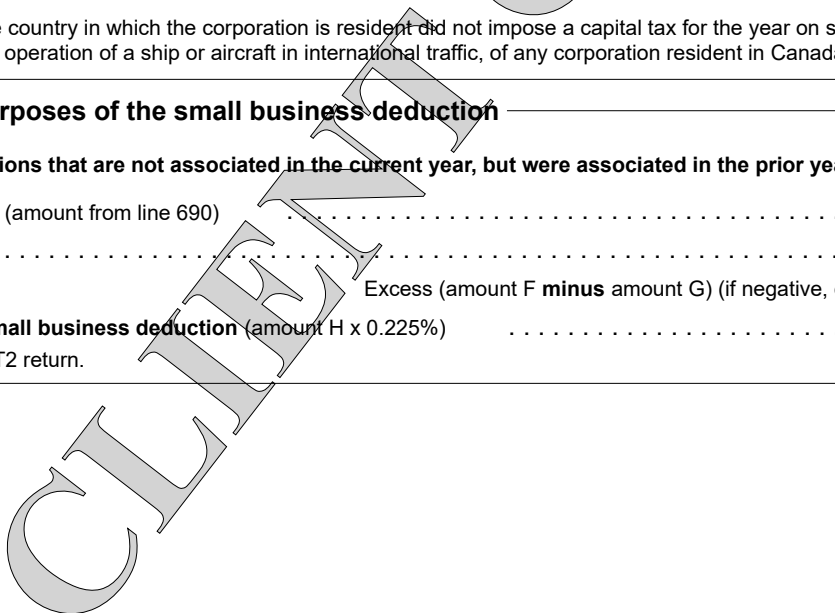 e country in which the corporation is resident did not impose a capital tax for the year on s
operation of a ship or aircraft in international traffic, of any corporation resident in Canada
rposes of the small business deduction
ions that are not associated in the current year, but were associated in the prior yea
(amount from line 690) . . . . . . . . . . . . . . . . . . . . . . . . . . . . . . . . . . . . .
. . . . . . . . . . . . . . . . . . . . . . . . . . . . . . . . . . . . . . . . . . . . . . . . . . . . . . . . .
Excess (amount F minus amount G) (if negative, e
mall business deduction (amount H x 0.225%) . . . . . . . . . . . . . . . . . . . . . .
T2 return.
CLIENT